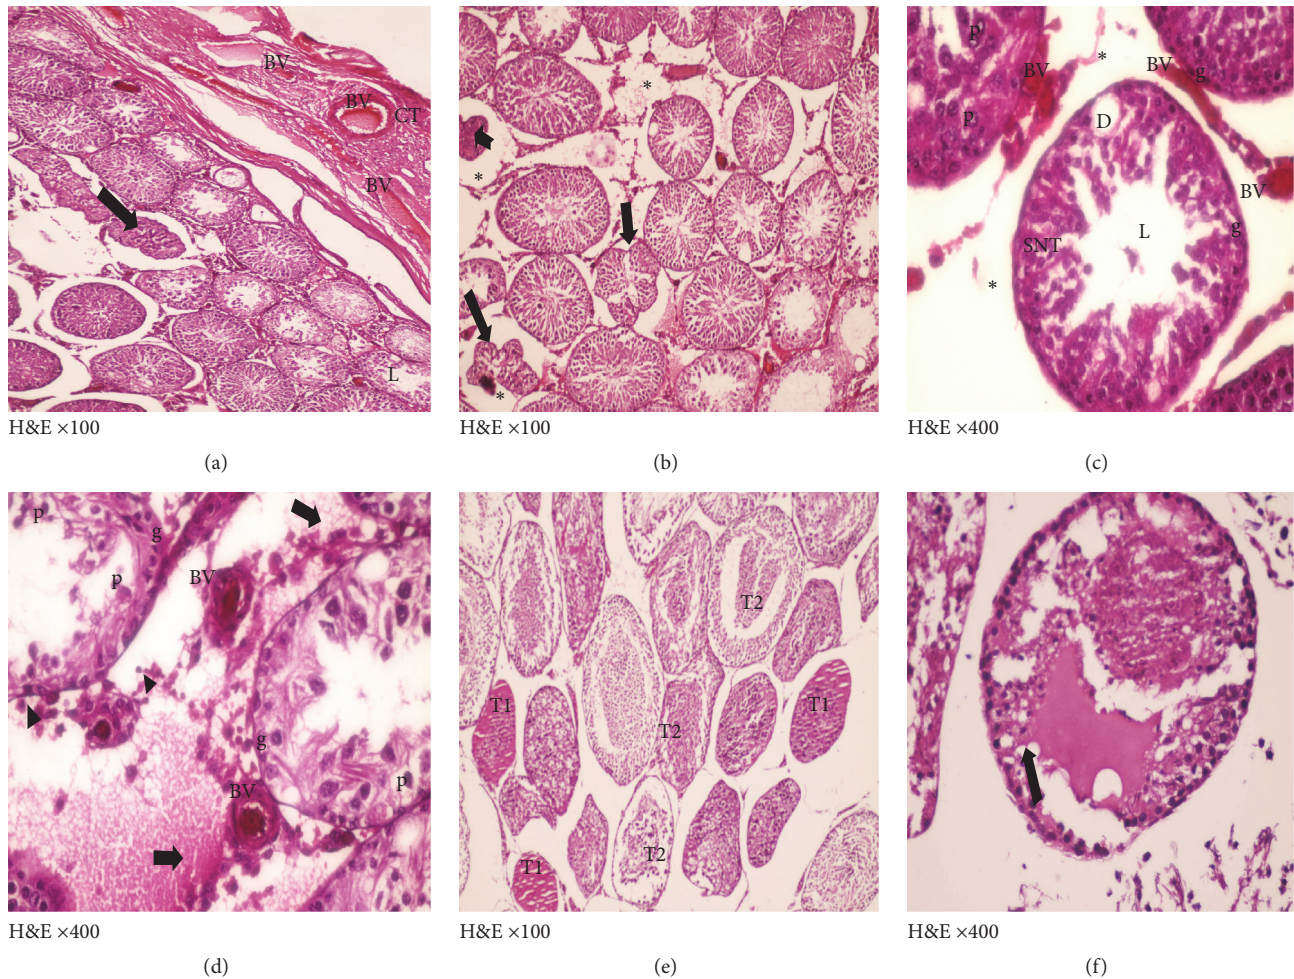 BV
BV
CT
BV
L
H&E ×100
(a)
*
*
*
H&E ×100
(b)
p
BV
*
BV
g
p
D
BV
SNT
L
g
*
H&E ×400
(c)
p
g
BV
p
g
BV
p
H&E ×400
(d)
T2
T1
T2
T1
T2
T1
H&E ×100
(e)
H&E ×400
(f)